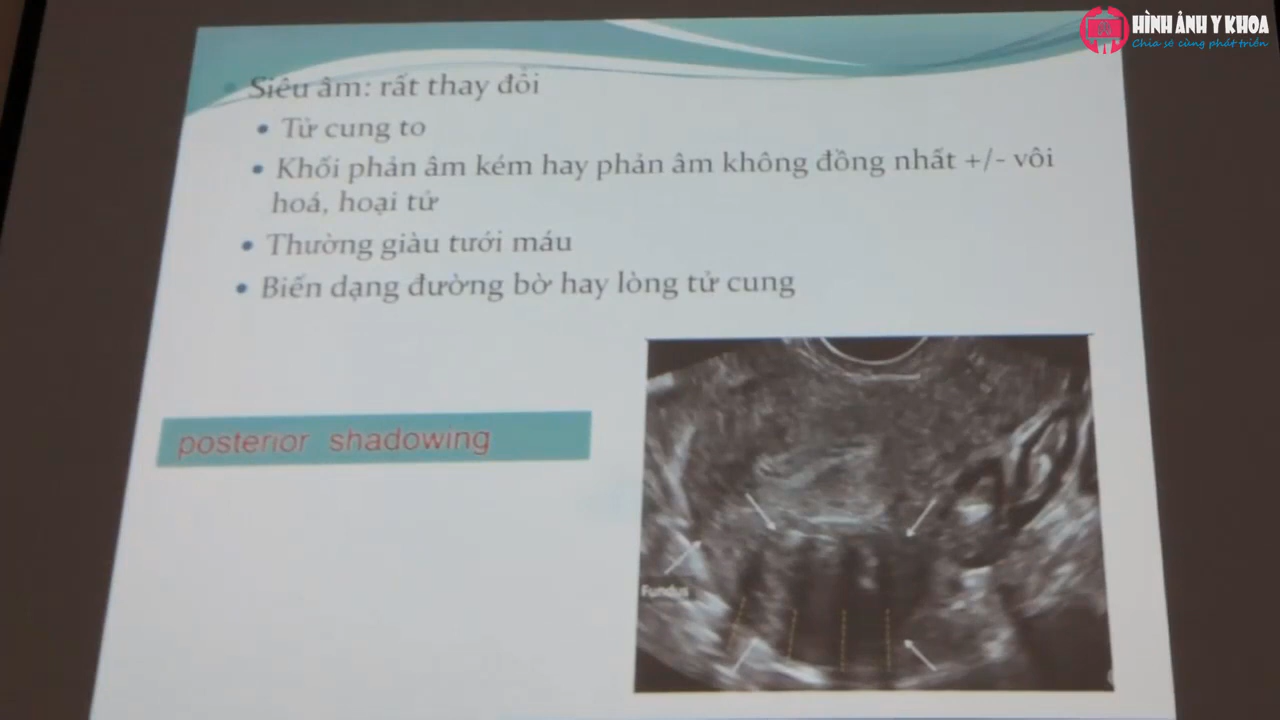 HÌNH ẢNH Y KHOA
Chia sẻ cùng phát triển
Siêu âm: rất thay đổi
Tử cung to
Khối phản âm kém hay phản âm không đồng nhất +/- vôi
hoá, hoại tử
Thường giàu tưới máu
Biến dạng đường bờ hay lòng tử cung
posterior shadowing
Fundus